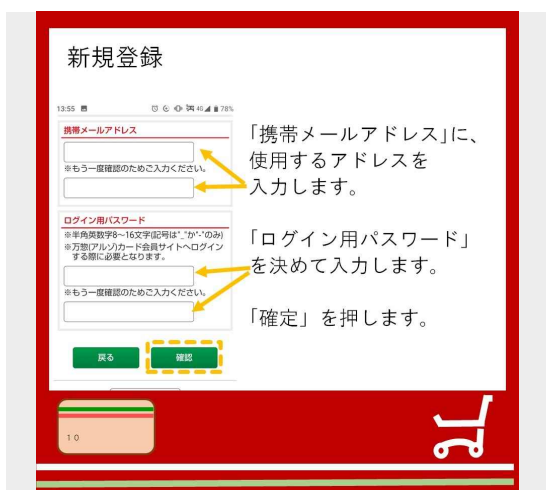 新規登録
13:55
4G 78%
携帯メールアドレス
※もう一度確認のためご入力ください。
「携帯メールアドレス」に、
使用するアドレスを
入力します。
ログイン用パスワード
※半角英数字8～16文字(記号は"_"か"-"のみ)
※万惣(アルゾ)カード会員サイトへログイン
する際に必要となります。
※もう一度確認のためご入力ください。
「ログイン用パスワード」
を決めて入力します。
「確定」を押します。
戻る
確認
10